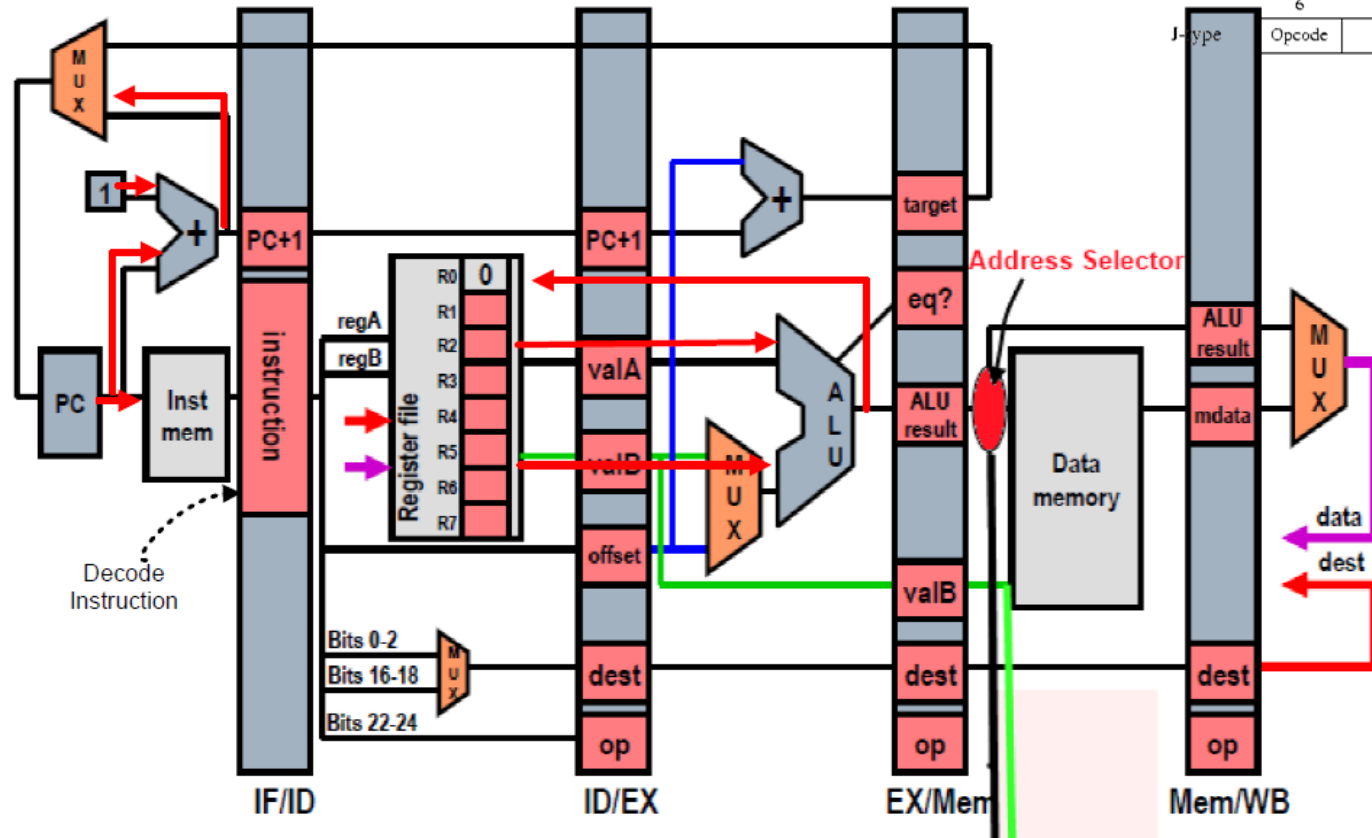 6
J-type
Opcode
M
U
X
1
+
PC+1
PC
Inst
mem
instruction
Decode
Instruction
regA
regB
Register file
R0
0
R1
R2
R3
R4
R5
R6
R7
Bits 0-2
Bits 16-18
Bits 22-24
M
U
X
PC+1
valA
valB
offset
dest
op
+
M
U
X
A
L
U
target
eq?
ALU
result
valB
dest
op
Address Selector
Data
memory
ALU
result
mdata
dest
op
M
U
X
data
dest
IF/ID
ID/EX
EX/Mem
Mem/WB